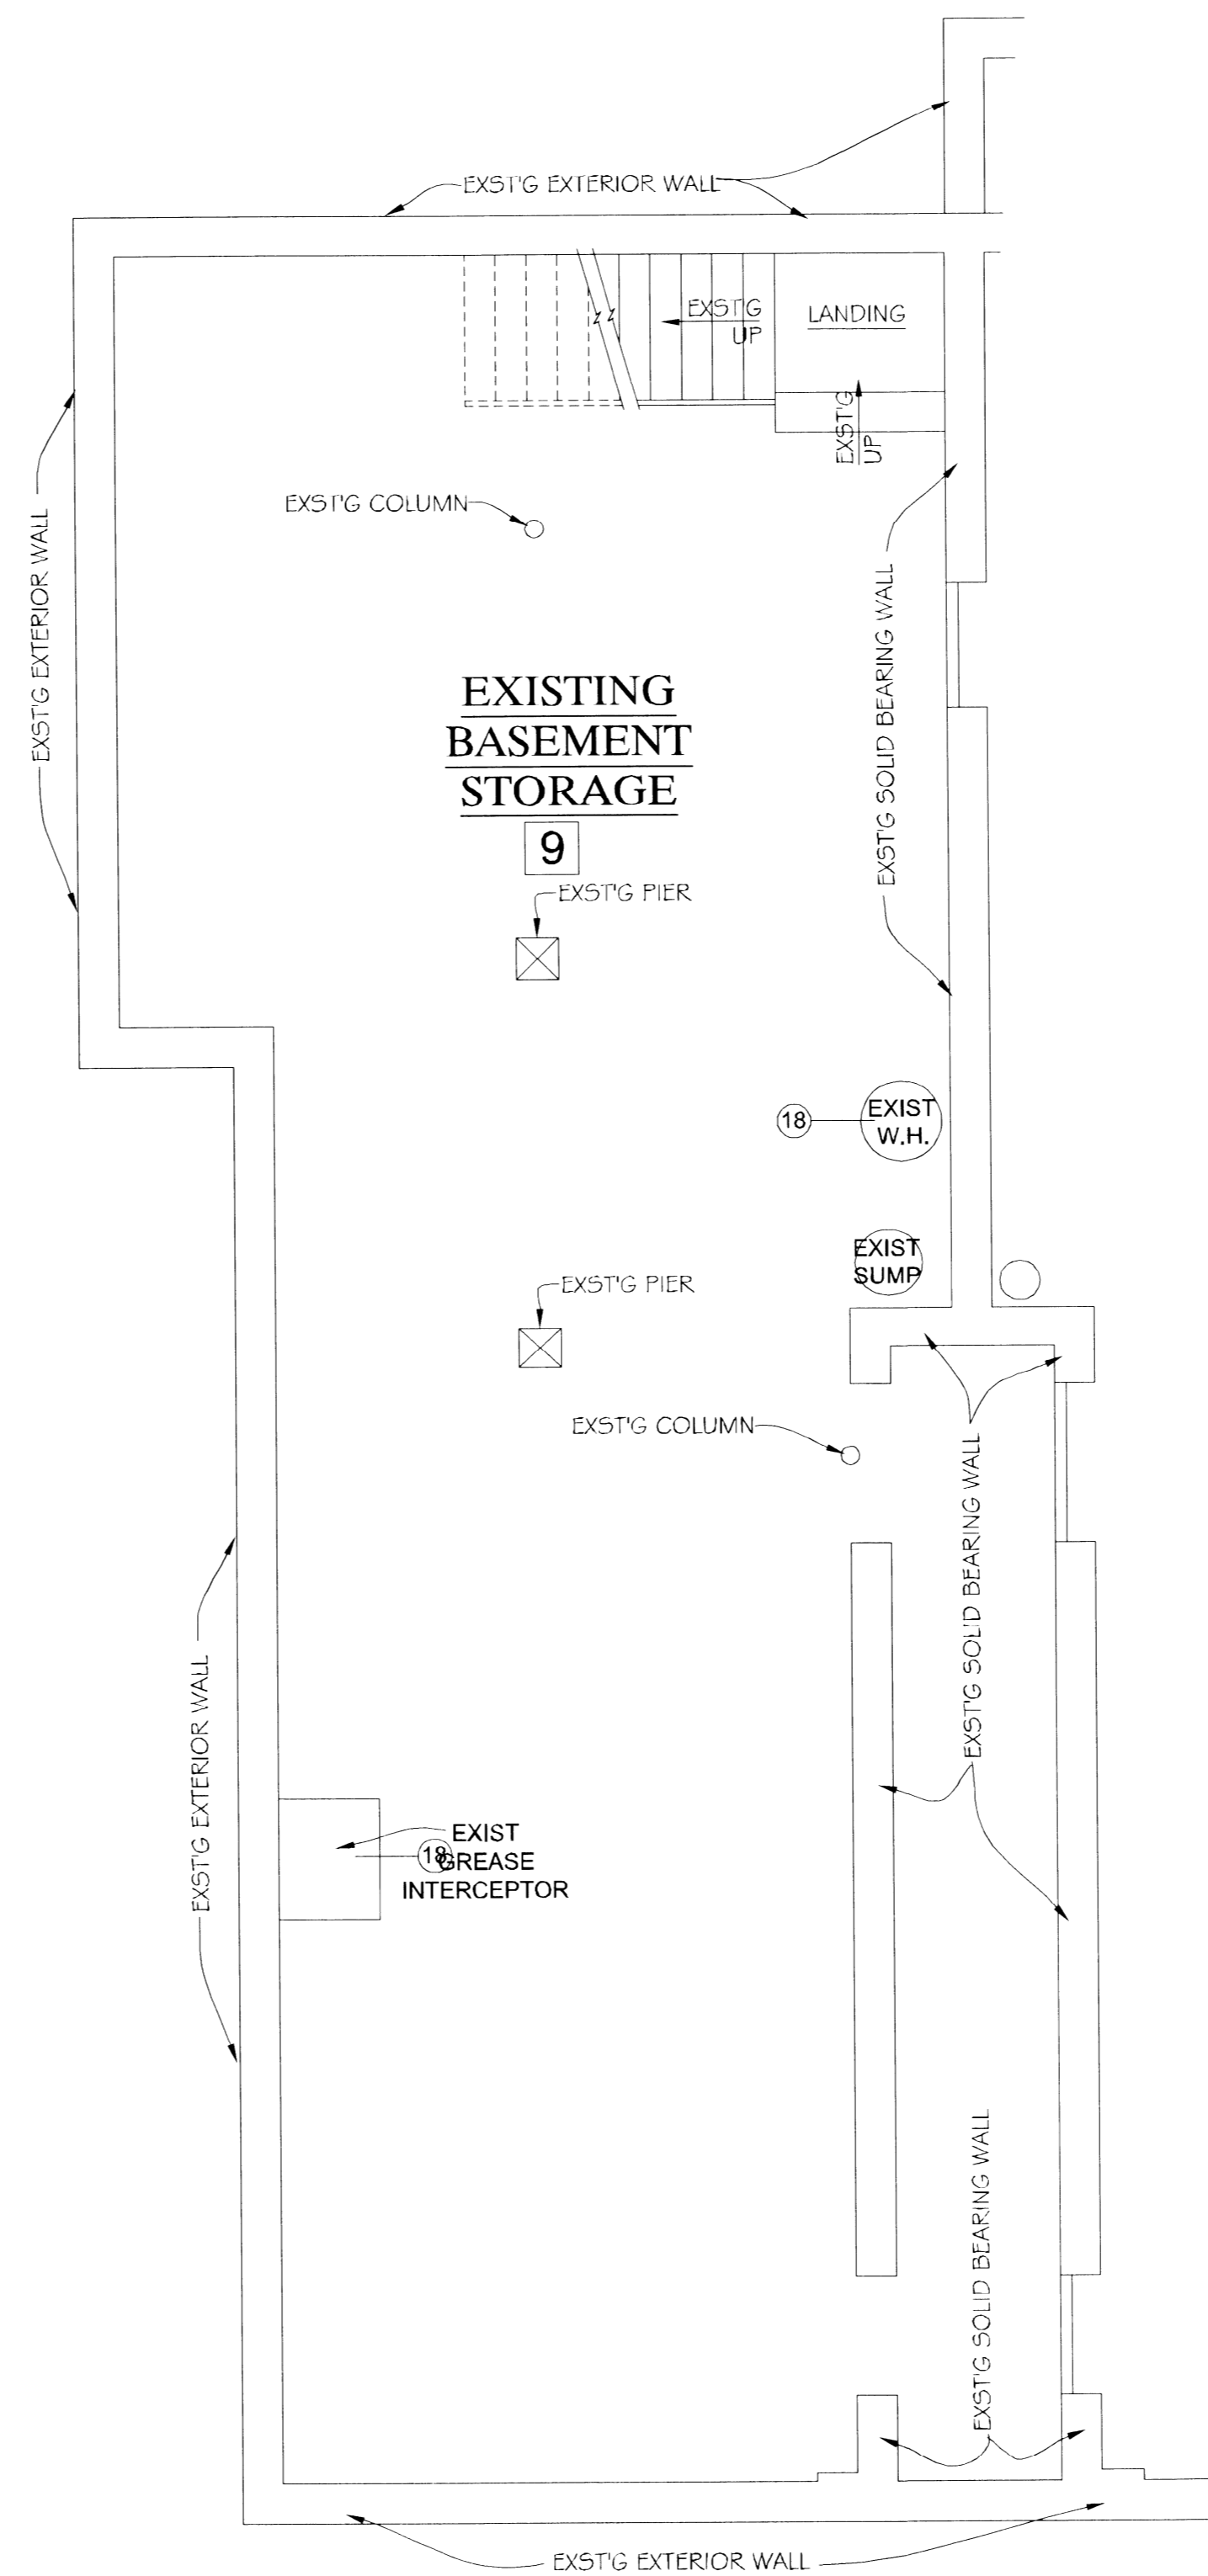 EXST'G EXTERIOR WALL
EXST'G
UP
LANDING
EXST'G
UP
EXST'G COLUMN
EXST'G EXTERIOR WALL
EXST'G SOLID BEARING WALL
EXISTING
BASEMENT
STORAGE
9
EXST'G PIER
18
EXIST
W.H.
EXIST
SUMP
EXST'G PIER
EXST'G COLUMN
EXST'G SOLID BEARING WALL
EXST'G EXTERIOR WALL
EXIST
18
GREASE
INTERCEPTOR
EXST'G SOLID BEARING WALL
EXST'G EXTERIOR WALL